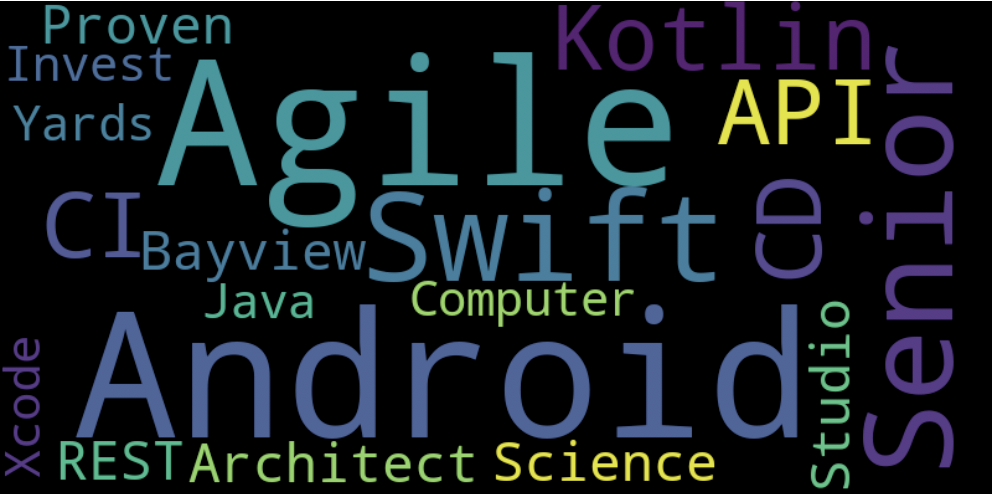 Proven
Kotlin
Invest
Agile
API
Yards
Senior
CI
Swift
CD
Bayview
Java
Computer
Android
Studio
Xcode
REST
Architect
Science